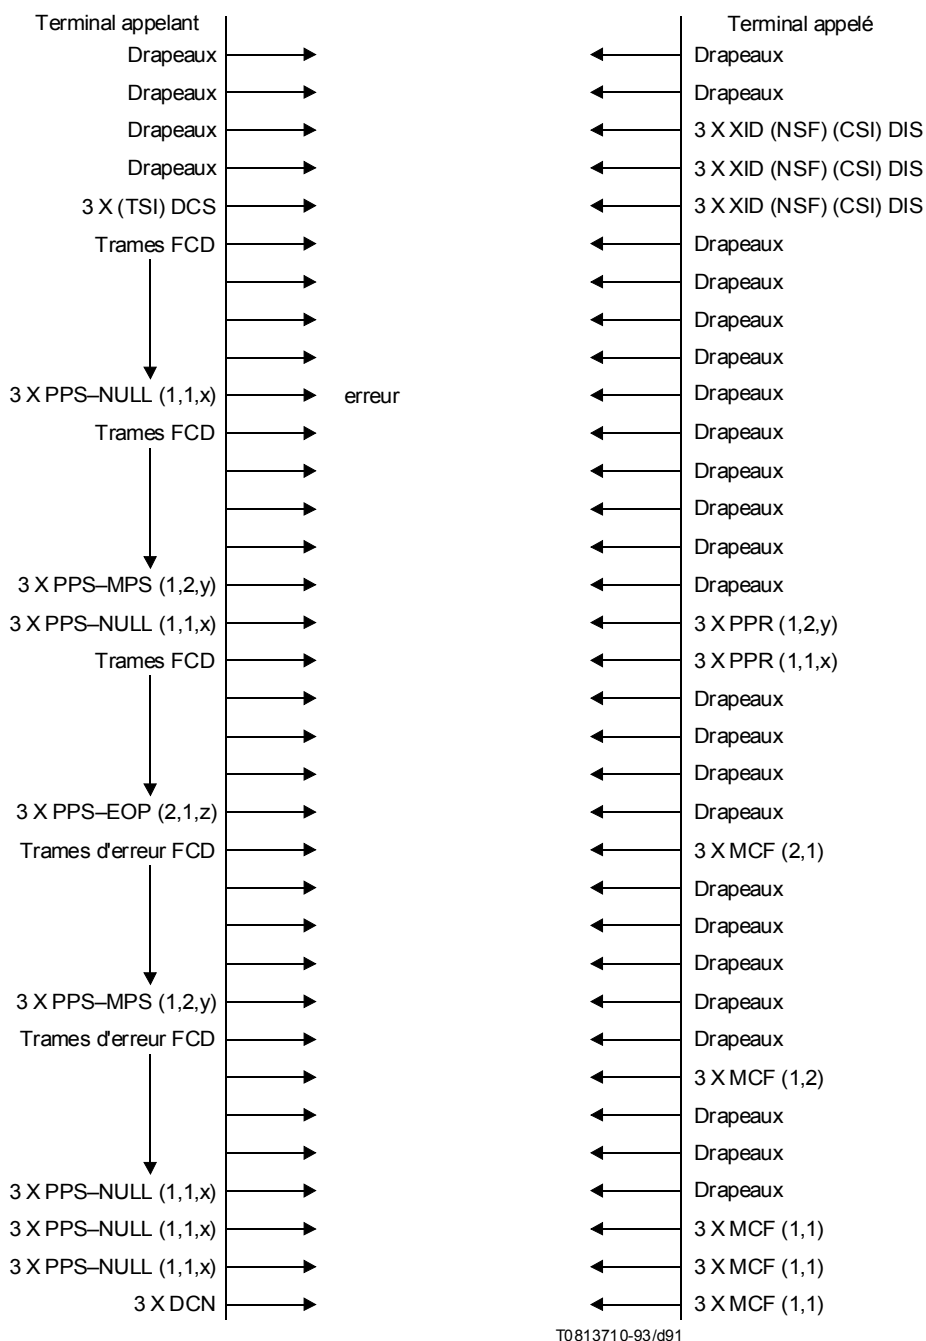 Terminal appelant Terminal appelé
Drapeaux Drapeaux
Drapeaux Drapeaux
Drapeaux 3 X XID (NSF) (CSI) DIS
Drapeaux 3 X XID (NSF) (CSI) DIS
3 X (TSI) DCS 3 X XID (NSF) (CSI) DIS
Trames FCD Drapeaux
Drapeaux
Drapeaux
Drapeaux
3 X PPS–NULL (1,1,x) erreur Drapeaux
Trames FCD Drapeaux
Drapeaux
Drapeaux
Drapeaux
3 X PPS–MPS (1,2,y) Drapeaux
3 X PPS–NULL (1,1,x) 3 X PPR (1,2,y)
Trames FCD 3 X PPR (1,1,x)
Drapeaux
Drapeaux
Drapeaux
3 X PPS–EOP (2,1,z) Drapeaux
Trames d'erreur FCD 3 X MCF (2,1)
Drapeaux
Drapeaux
Drapeaux
3 X PPS–MPS (1,2,y) Drapeaux
Trames d'erreur FCD Drapeaux
3 X MCF (1,2)
Drapeaux
Drapeaux
3 X PPS–NULL (1,1,x) Drapeaux
3 X PPS–NULL (1,1,x) 3 X MCF (1,1)
3 X PPS–NULL (1,1,x) 3 X MCF (1,1)
3 X DCN 3 X MCF (1,1)
T0813710-93/d91